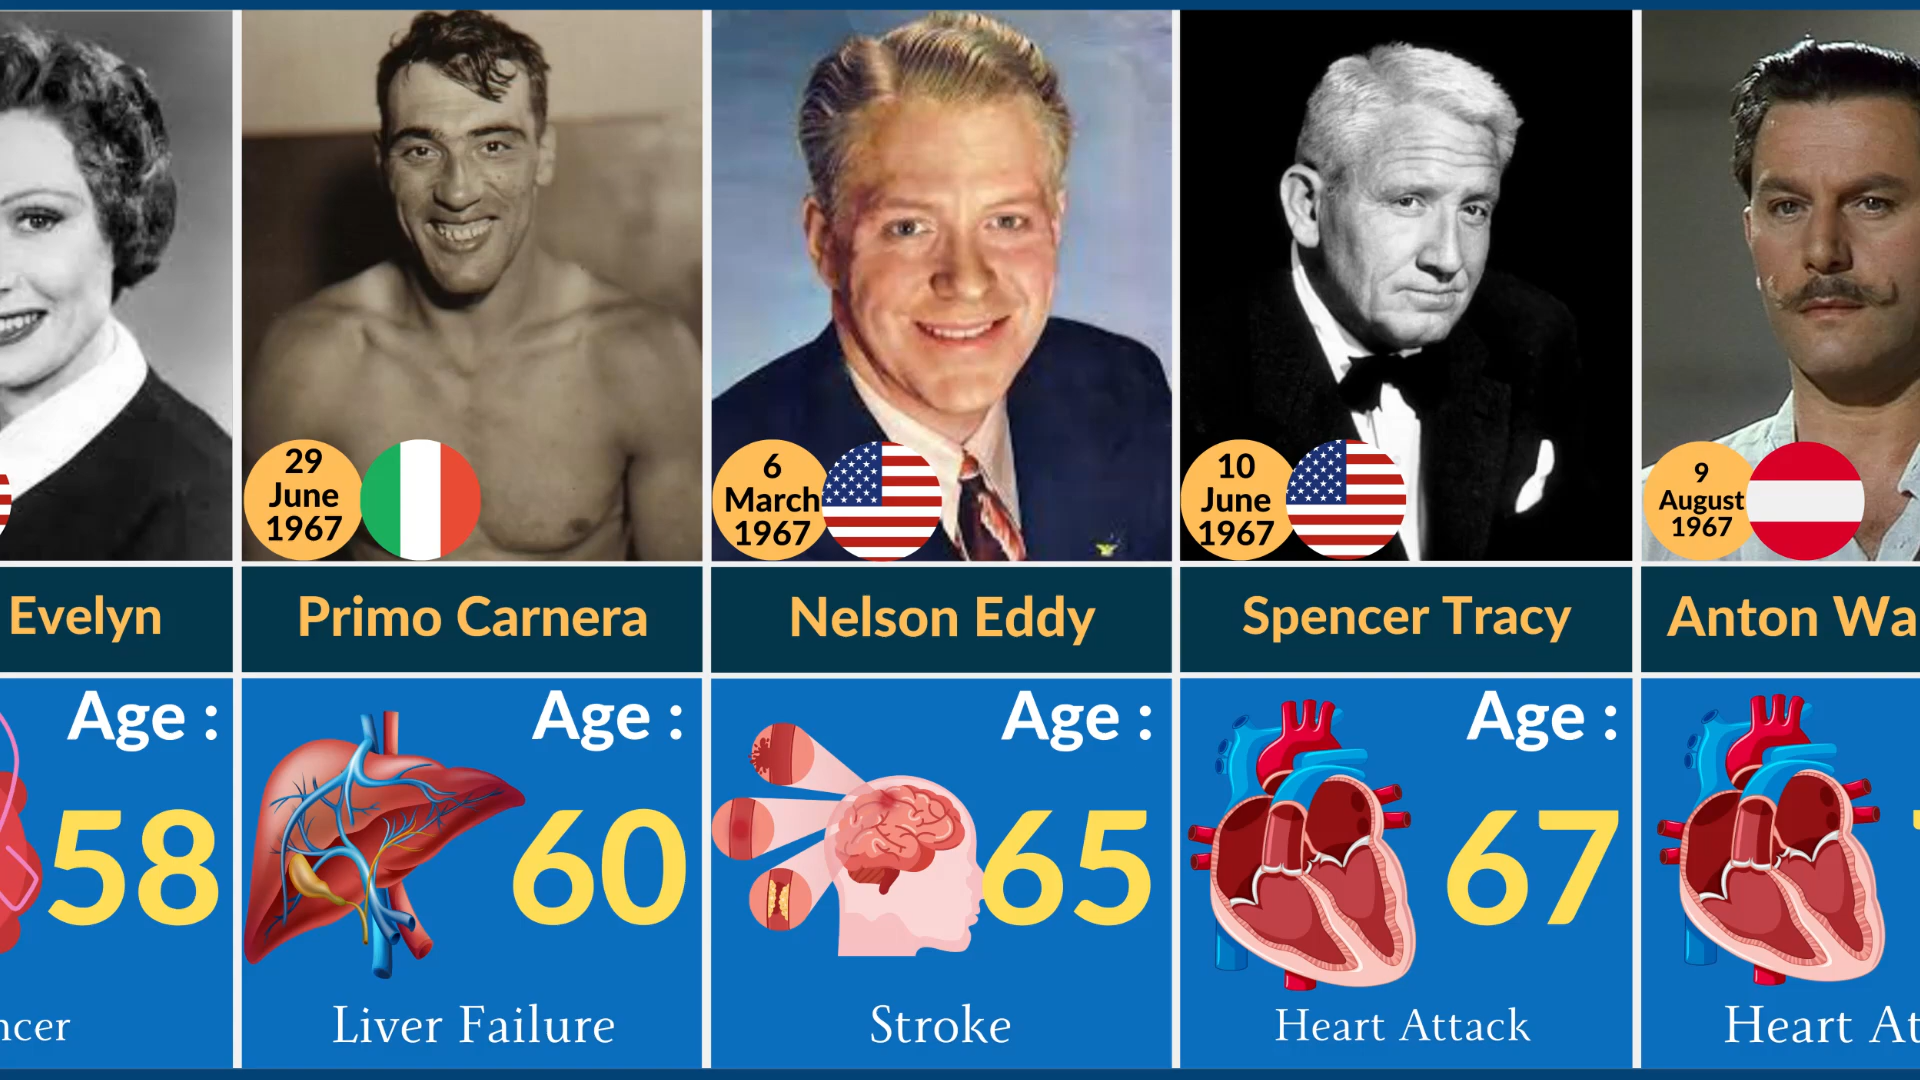 29
June
1967
6
March
1967
10
June
1967
9
August
1967
Evelyn
Primo Carnera
Nelson Eddy
Spencer Tracy
Anton Wa
Age :
58
Age :
60
Liver Failure
Age :
65
Stroke
Age :
67
Heart Attack
Heart At